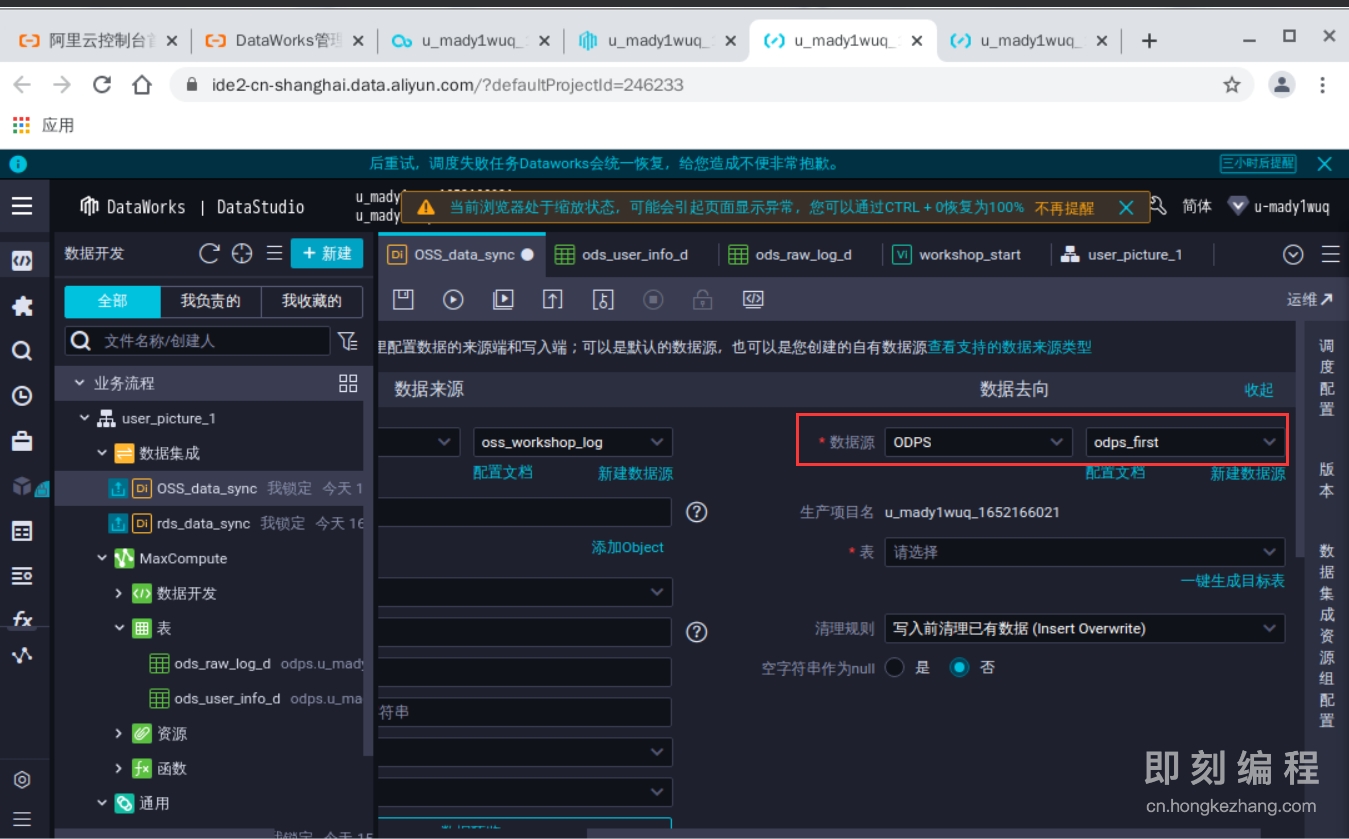 阿里云控制台首 DataWorks管理 u_mady1wuq_ u_mady1wuq_ u_mady1wuq_ u_mady1wuq_
ide2-cn-shanghai.data.aliyun.com/?defaultProjectId=246233
应用
后重试，调度失败任务Dataworks会统一恢复，给您造成不便非常抱歉。 三小时后提醒
DataWorks | DataStudio
u_mady
u_mady
当前浏览器处于缩放状态，可能会引起页面显示异常，您可以通过CTRL + 0恢复为100% 不再提醒
简体 u-mady1wuq
数据开发 + 新建
OSS_data_sync ods_user_info_d ods_raw_log_d VI workshop_start user_picture_1
全部 我负责的 我收藏的
运维
文件名称/创建人
里配置数据的来源端和写入端；可以是默认的数据源，也可以是您创建的自有数据源查看支持的数据来源类型
业务流程
数据来源 数据去向 收起
user_picture_1
oss_workshop_log * 数据源 ODPS odps_first
数据集成
配置文档 新建数据源 配置文档 新建数据源
Di OSS_data_sync 我锁定 今天 1
生产项目名 u_mady1wuq_1652166021
Di rds_data_sync 我锁定 今天 16
添加Object * 表 请选择
MaxCompute
一键生成目标表
数据开发
表
清理规则 写入前清理已有数据 (Insert Overwrite)
ods_raw_log_d odps.u_mady
空字符串作为null 是 否
ods_user_info_d odps.u_ma
符串
资源
函数
通用
数据预览
我锁定 今天 15
调度配置
版本
数据集成资源组配置
即刻编程
cn.hongkezhang.com